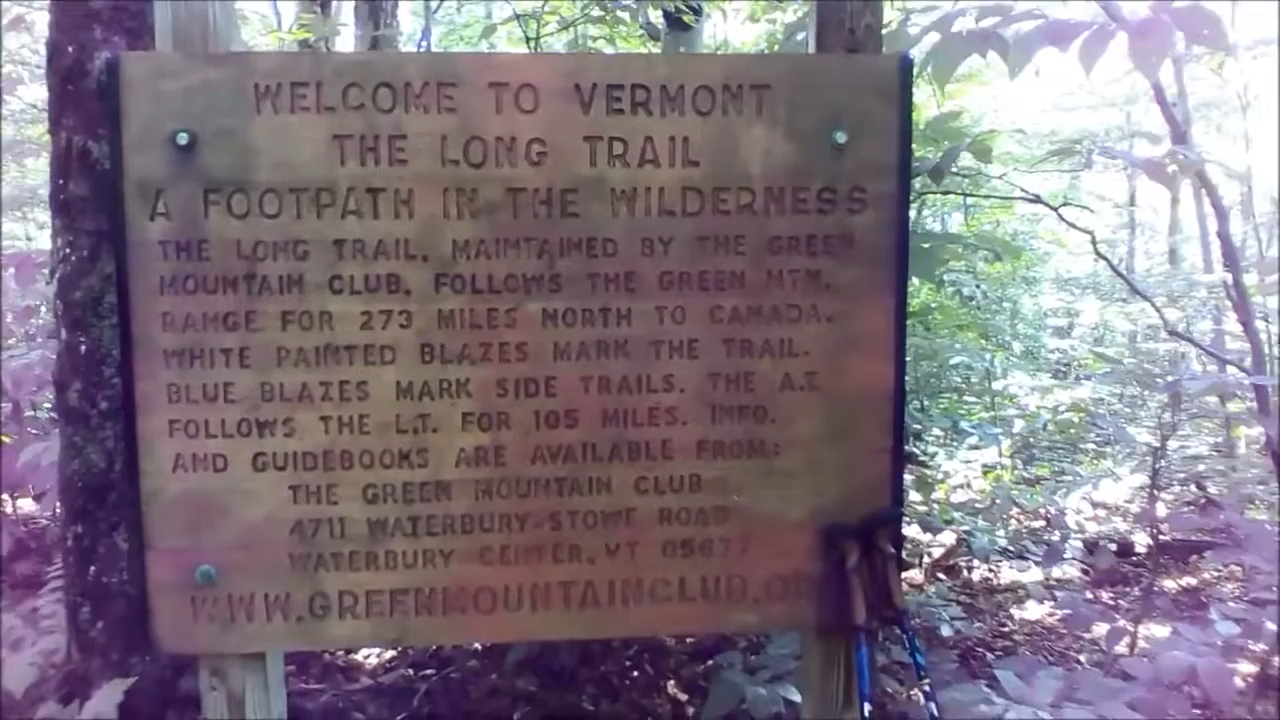 WELCOME TO VERMONT
THE LONG TRAIL
A FOOTPATH IN THE WILDERNESS
THE LONG TRAIL, MAINTAINED BY THE GREEN
MOUNTAIN CLUB, FOLLOWS THE GREEN MTN.
RANGE FOR 273 MILES NORTH TO CANADA.
WHITE PAINTED BLAZES MARK THE TRAIL.
BLUE BLAZES MARK SIDE TRAILS. THE A.T.
FOLLOWS THE L.T. FOR 105 MILES. INFO.
AND GUIDEBOOKS ARE AVAILABLE FROM:
THE GREEN MOUNTAIN CLUB
4711 WATERBURY-STOWE ROAD
WATERBURY CENTER, VT 05677
WWW.GREENMOUNTAINCLUB.O